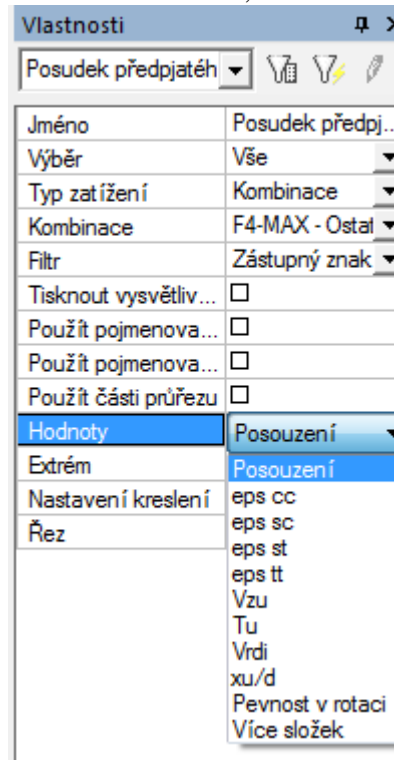 Vlastnosti
Posudek předpjatéh
Jméno Posudek předpj...
Výběr Vše
Typ zatížení Kombinace
Kombinace F4-MAX - Ostat
Filtr Zástupný znak
Tisknout vysvětliv...
Použít pojmenova...
Použít pojmenova...
Použít části průřezu
Hodnoty Posouzení
Extrém Posouzení
Nastavení kreslení eps cc
Řez eps sc
eps st
eps tt
Vzu
Tu
Vrdi
xu/d
Pevnost v rotaci
Více složek